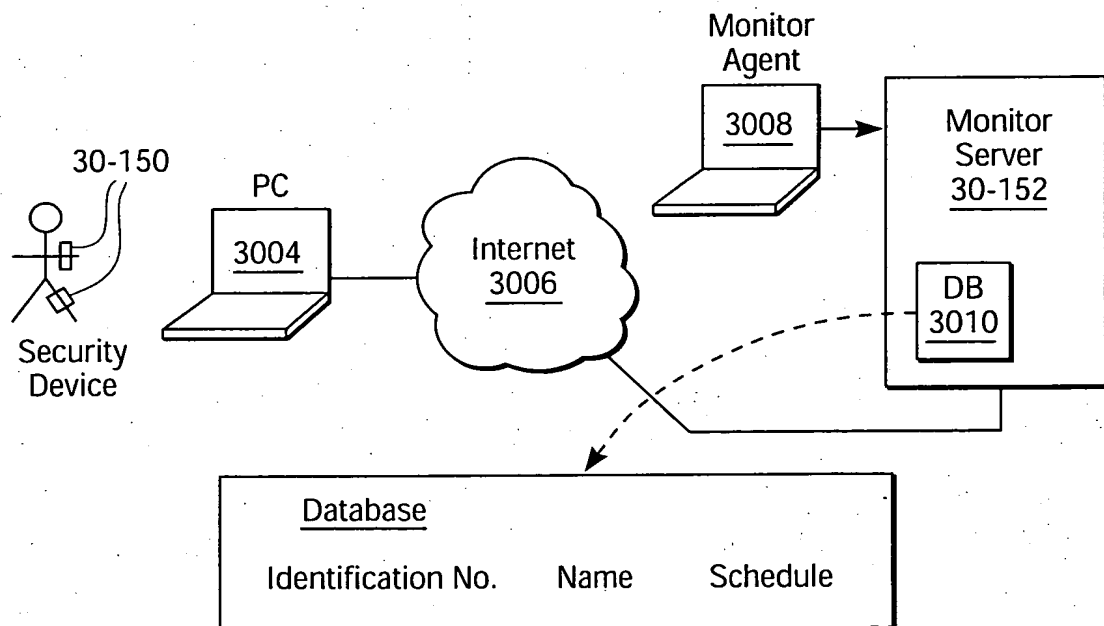 30-150
Security
Device
PC
3004
Internet
3006
Monitor
Agent
3008
Monitor
Server
30-152
DB
3010
Database
Identification No. Name Schedule